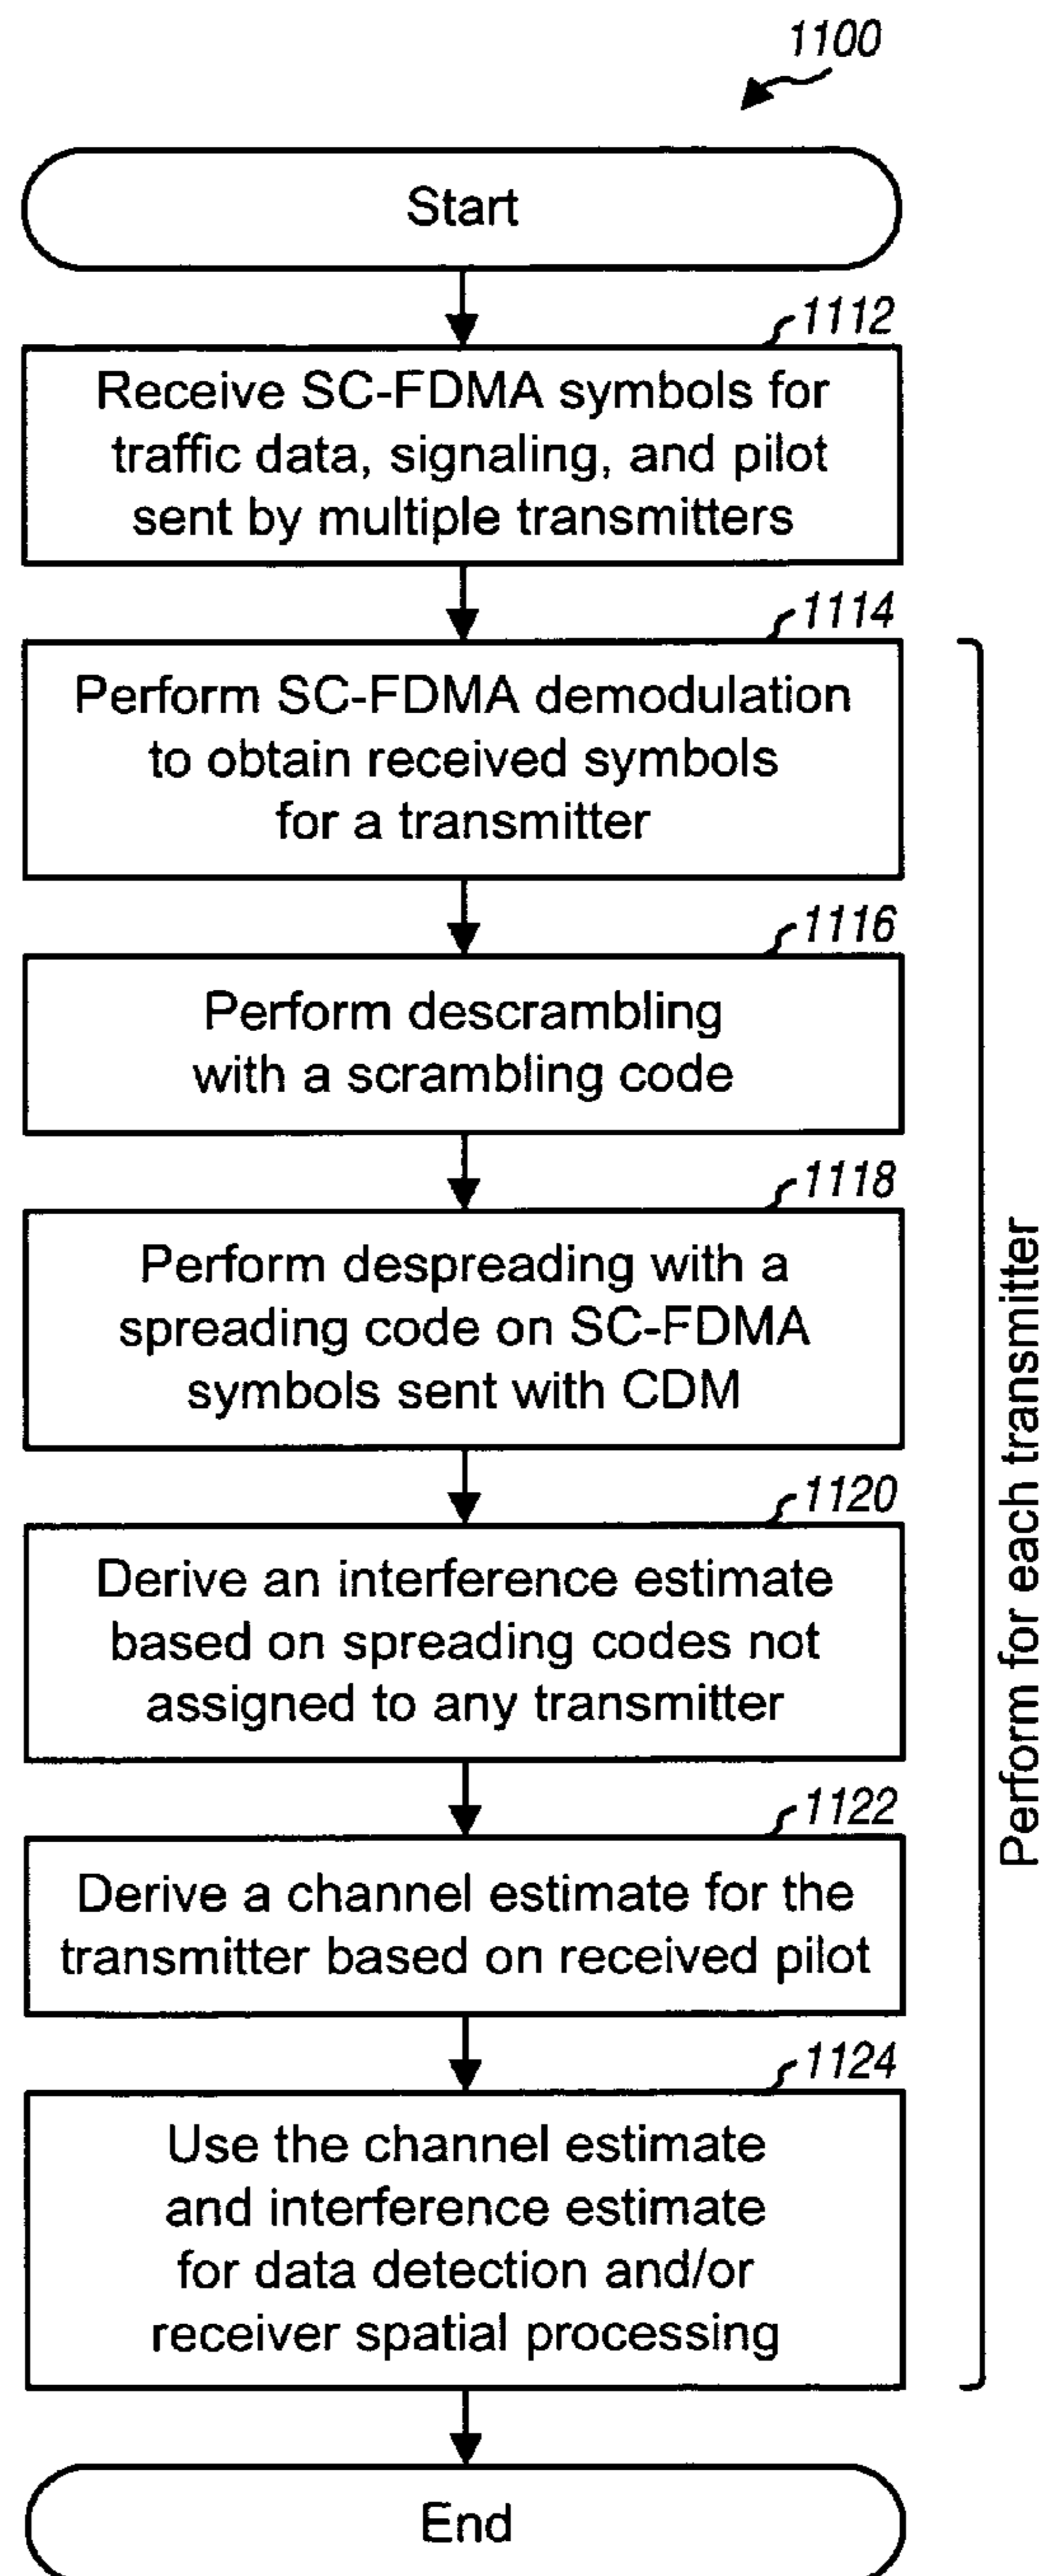 1100
Start
1112
Receive SC-FDMA symbols for
traffic data, signaling, and pilot
sent by multiple transmitters
1114
Perform SC-FDMA demodulation
to obtain received symbols
for a transmitter
1116
Perform descrambling
with a scrambling code
1118
Perform despreading with a
spreading code on SC-FDMA
symbols sent with CDM
1120
Derive an interference estimate
based on spreading codes not
assigned to any transmitter
1122
Derive a channel estimate for the
transmitter based on received pilot
1124
Use the channel estimate
and interference estimate
for data detection and/or
receiver spatial processing
Perform for each transmitter
End